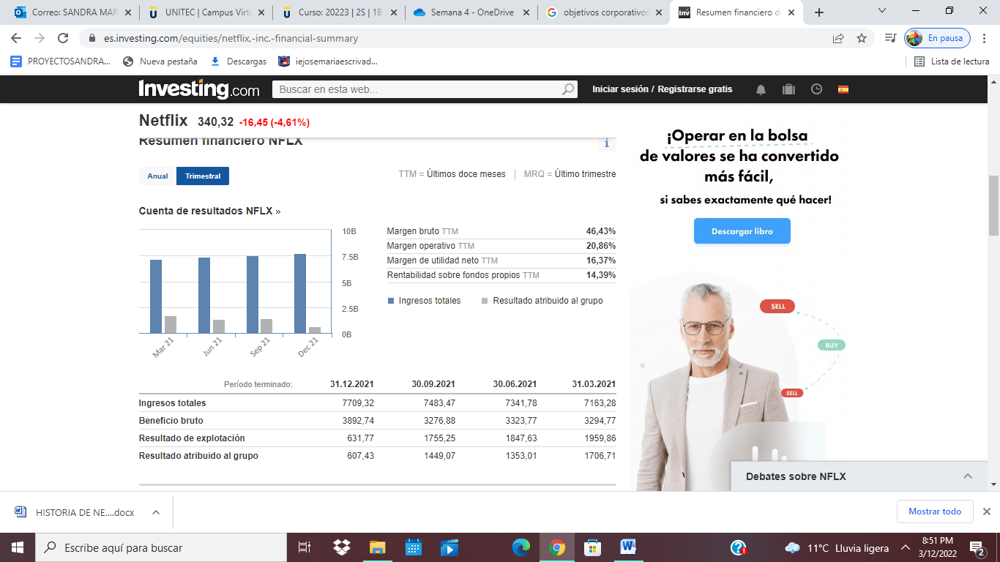 Correo: SANDRA MAR
UNITEC | Campus Virtu
Curso: 20223 | 2S | 1B
Semana 4 - OneDrive
objetivos corporativos
Inv
Resumen financiero de
es.investing.com/equities/netflix,-inc.-financial-summary
En pausa
PROYECTOSANDRA...
Nueva pestaña
Descargas
iejosemariaescrivad...
Lista de lectura
Investing.com
Buscar en esta web...
Iniciar sesión / Registrarse gratis
Netflix 340,32 -16,45 (-4,61%)
Resumen financiero NFLX
i
Anual
Trimestral
TTM = Últimos doce meses
MRQ = Último trimestre
Cuenta de resultados NFLX »
10B
7.5B
5B
2.5B
0B
Mar 21
Jun 21
Sep 21
Dec 21
Margen bruto TTM 46,43%
Margen operativo TTM 20,86%
Margen de utilidad neto TTM 16,37%
Rentabilidad sobre fondos propios TTM 14,39%
Ingresos totales
Resultado atribuido al grupo
Período terminado: 31.12.2021 30.09.2021 30.06.2021 31.03.2021
Ingresos totales 7709,32 7483,47 7341,78 7163,28
Beneficio bruto 3892,74 3276,88 3323,77 3294,77
Resultado de explotación 631,77 1755,25 1847,63 1959,86
Resultado atribuido al grupo 607,43 1449,07 1353,01 1706,71
¡Operar en la bolsa
de valores se ha convertido
más fácil,
si sabes exactamente qué hacer!
Descargar libro
SELL
BUY
SELL
Debates sobre NFLX
HISTORIA DE NE....docx
Mostrar todo
Escribe aquí para buscar
11°C Lluvia ligera
8:51 PM
3/12/2022
2